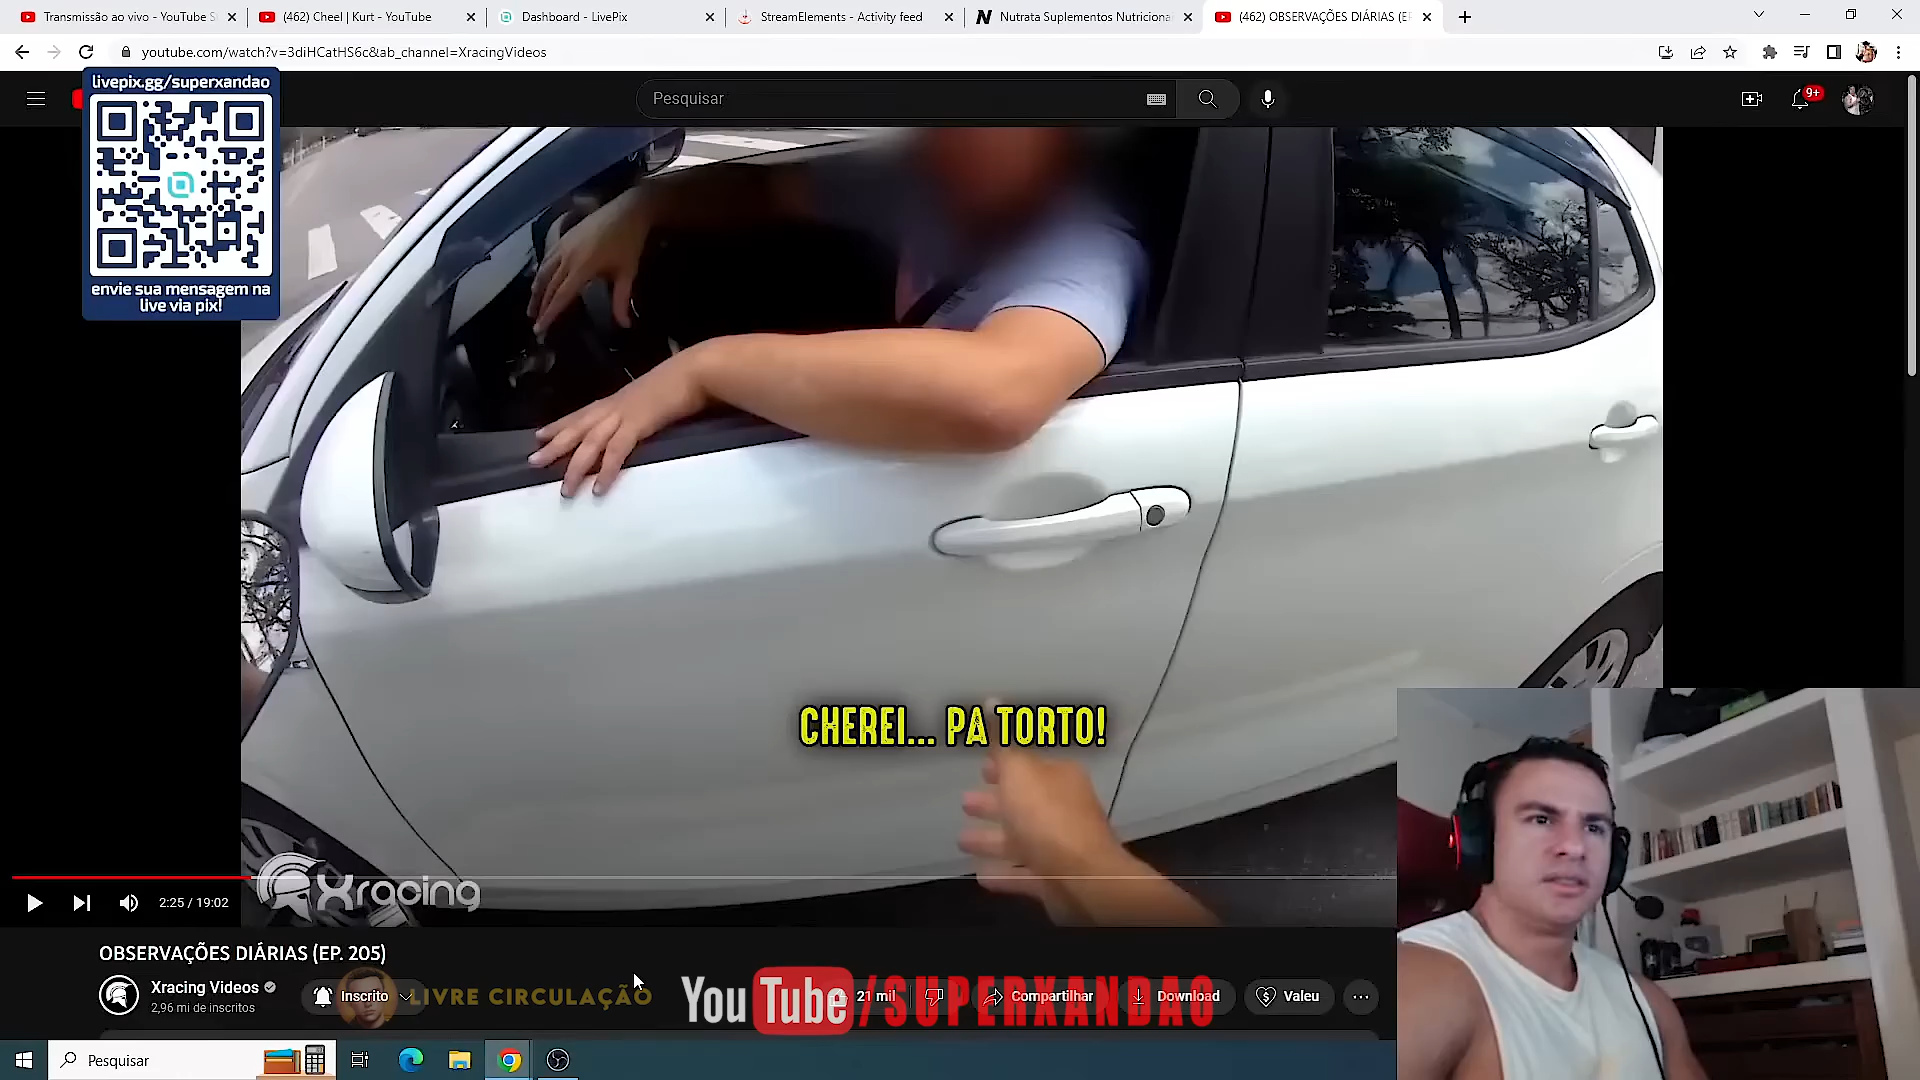 Transmissão ao vivo - YouTube S
(462) Cheel | Kurt - YouTube
Dashboard - LivePix
StreamElements - Activity feed
Nutrata Suplementos Nutriciona
(462) OBSERVAÇÕES DIÁRIAS (EP
youtube.com/watch?v=3diHCatHS6c&ab_channel=XracingVideos
livepix.gg/superxandao
Pesquisar
9+
envie sua mensagem na
live via pix!
CHEREI... PA TORTO!
Xracing
2:25 / 19:02
OBSERVAÇÕES DIÁRIAS (EP. 205)
Xracing Videos
2,96 mi de inscritos
Inscrito
LIVRE CIRCULAÇÃO
YouTube/SUPERXANDAO
21 mil
Compartilhar
Download
Valeu
Pesquisar